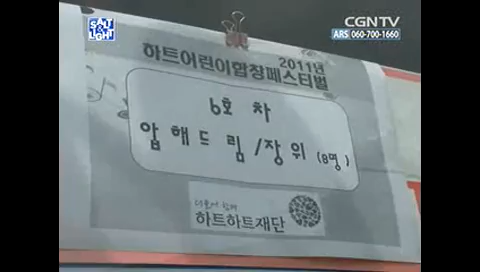 SALT & LIGHT
CGNTV
ARS 060-700-1660
2011년
하트어린이합창페스티벌
6호 차
압해드림/장위 (8명)
더불어 함께
하트하트재단